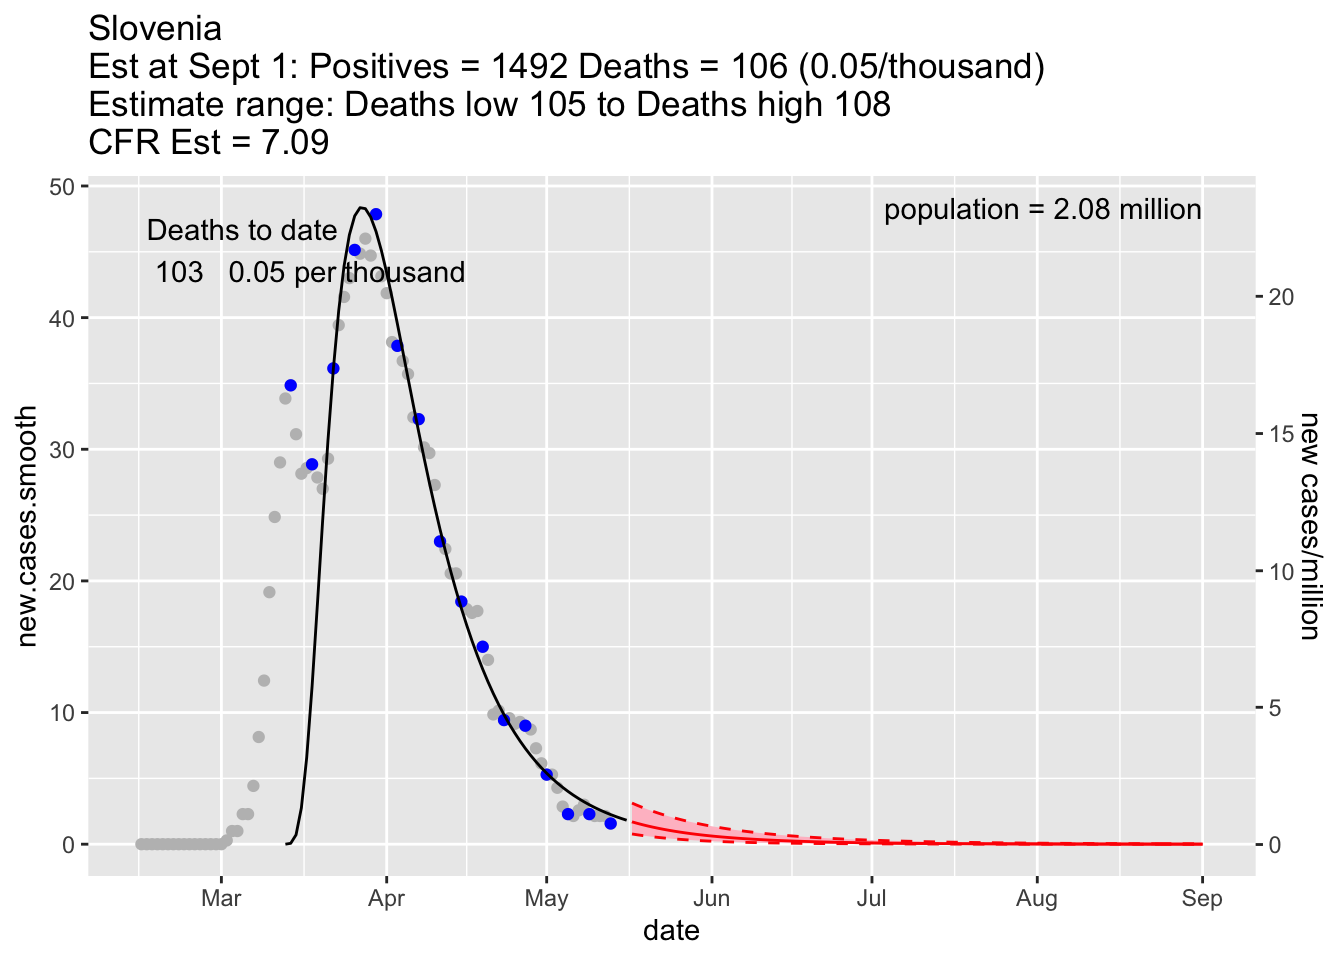 Slovenia
Est at Sept 1: Positives = 1492 Deaths = 106 (0.05/thousand)
Estimate range: Deaths low 105 to Deaths high 108
CFR Est = 7.09
50
40
30
20
10
0
new.cases.smooth
Deaths to date
103 0.05 per thousand
population = 2.08 million
20
15
10
5
0
new cases/million
Mar Apr May Jun Jul Aug Sep
date